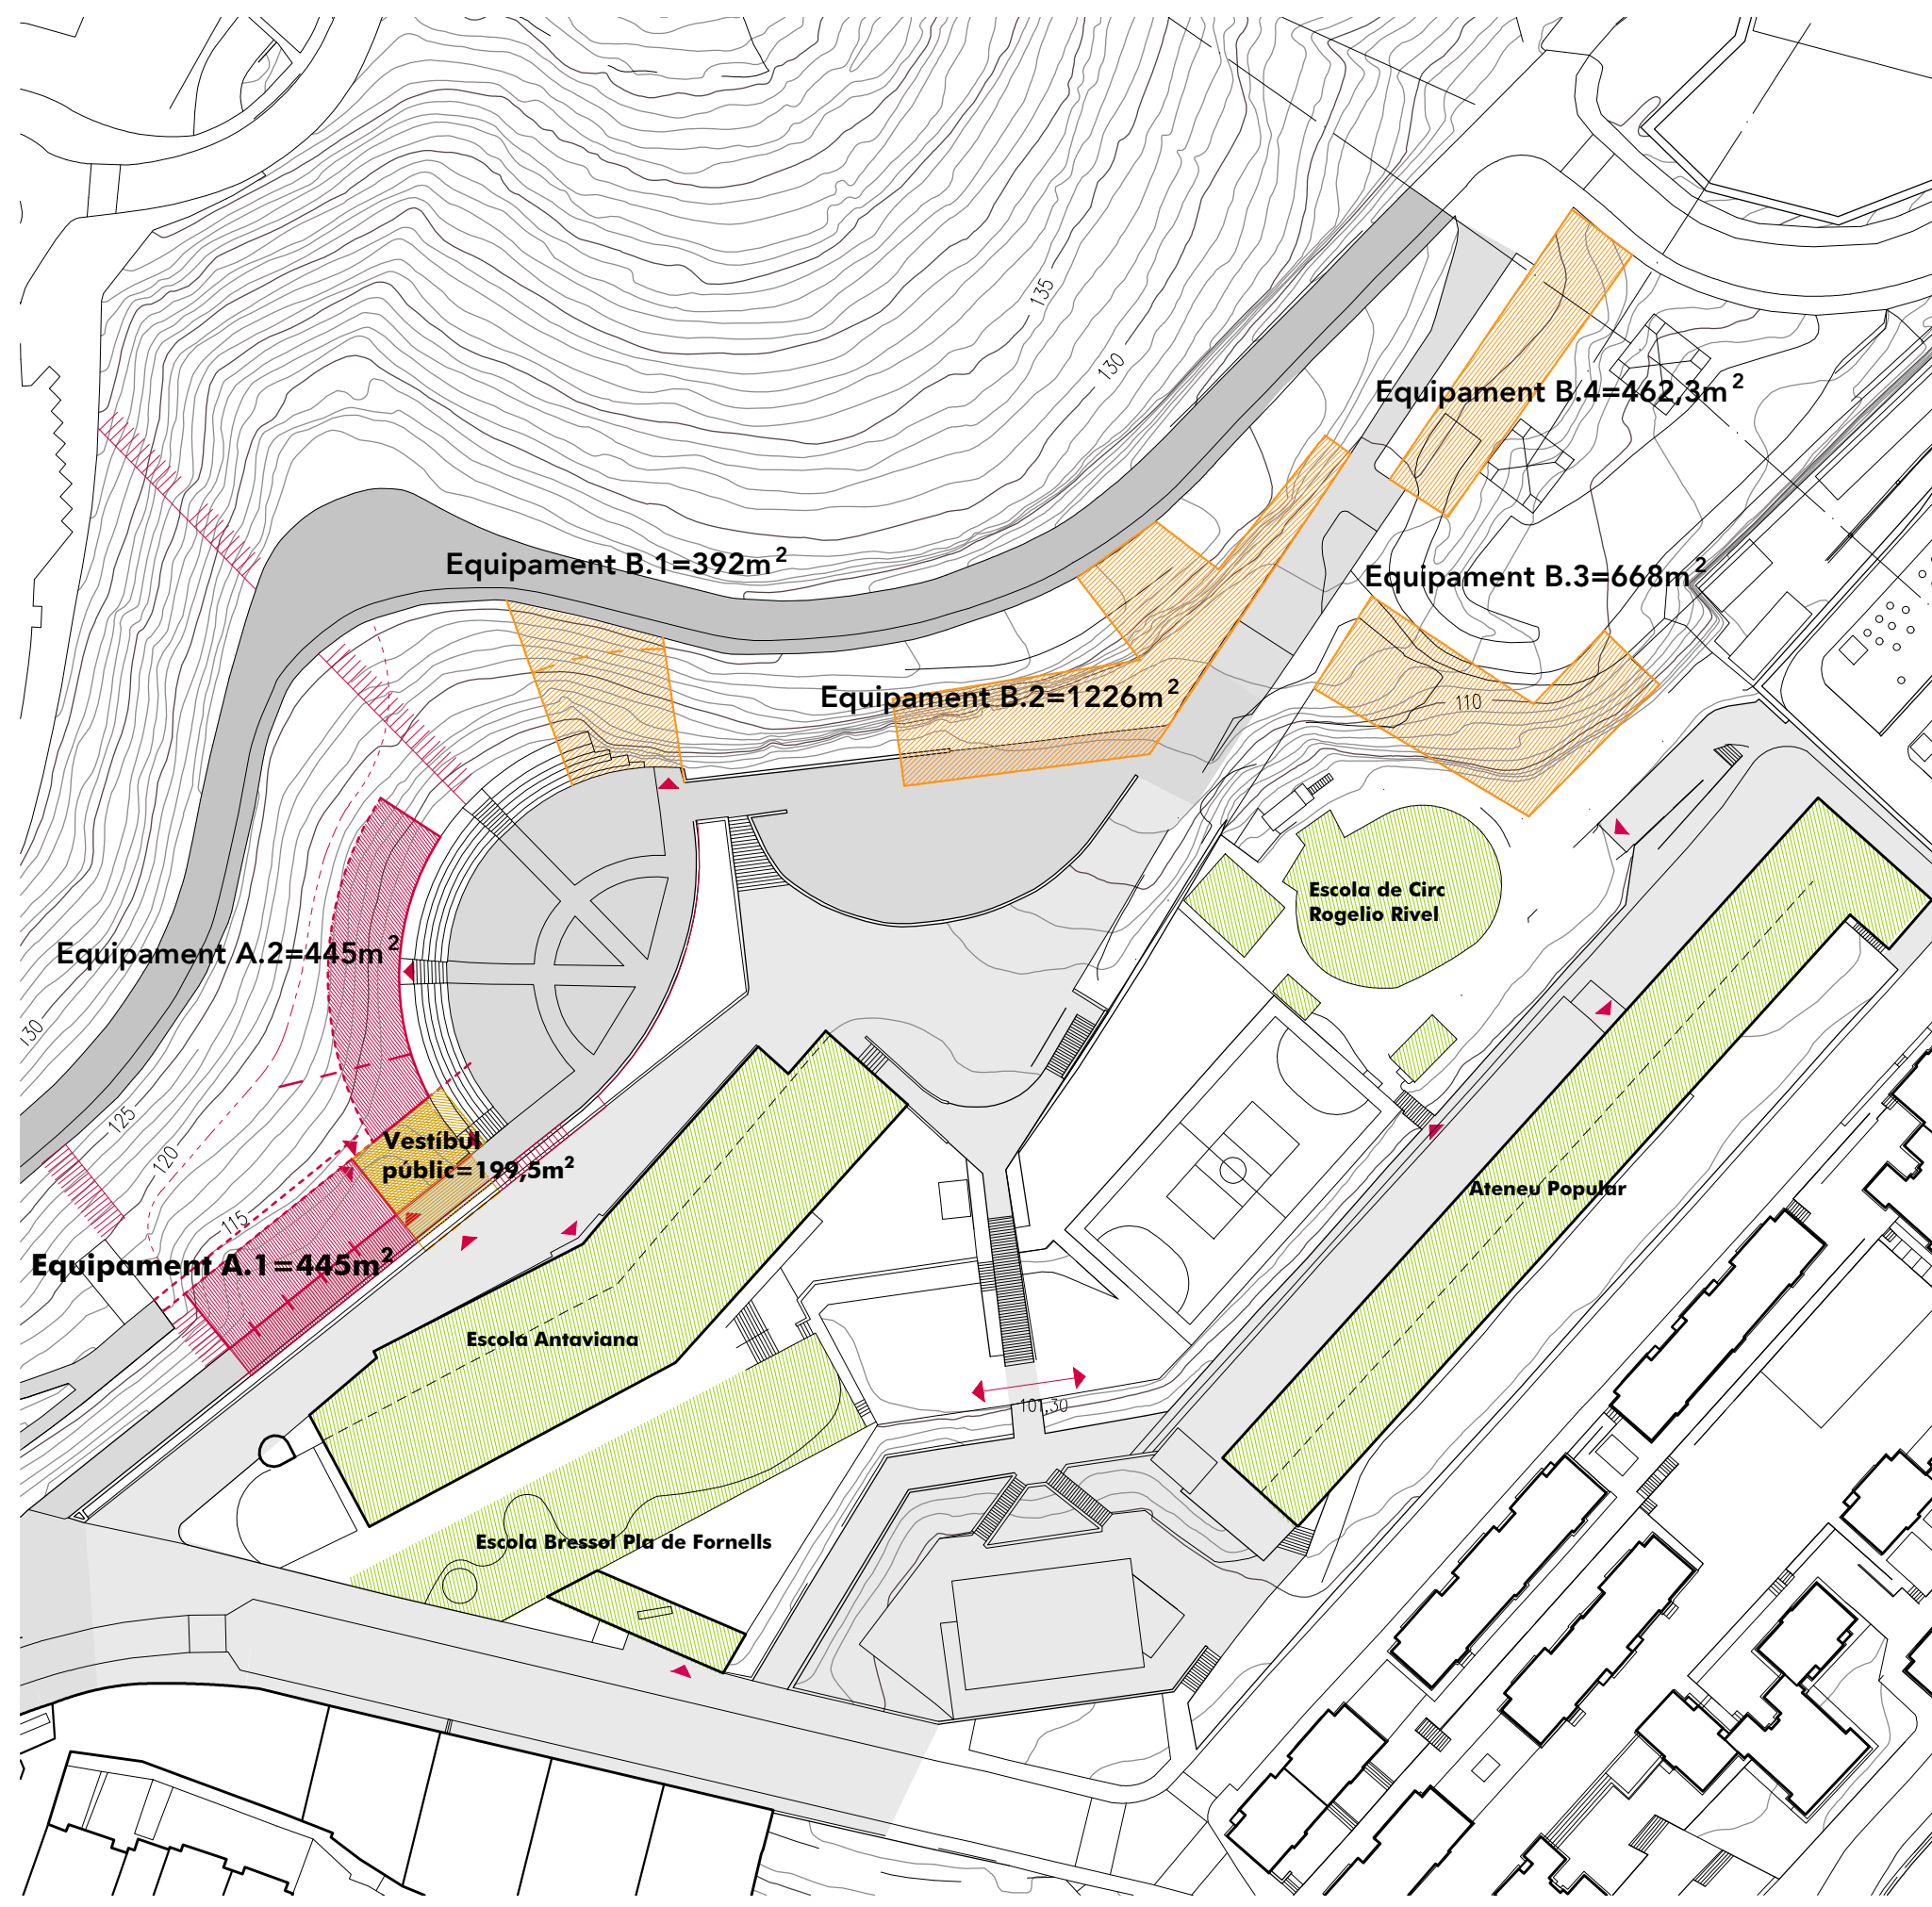 135
130
Equipament B.4=462,3m²
Equipament B.1=392m²
Equipament B.3=668m²
Equipament B.2=1226m²
110
Escola de Circ
Rogelio Rivel
Equipament A.2=445m²
130
125
120
Vestíbul
públic=199,5m²
Ateneu Popular
115
Equipament A.1=445m²
Escola Antaviana
101,30
Escola Bressol Pla de Fornells